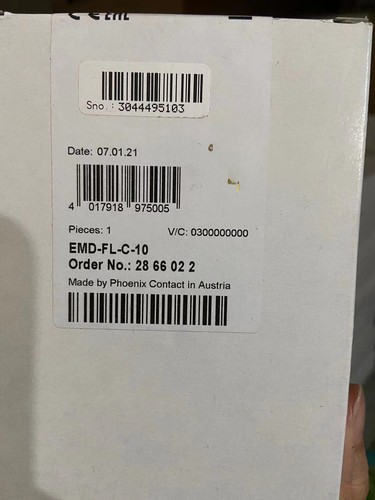 Sno.: 3044495103
Date: 07.01.21
4 017918 975005
Pieces: 1 V/C: 0300000000
EMD-FL-C-10
Order No.: 28 66 02 2
Made by Phoenix Contact in Austria